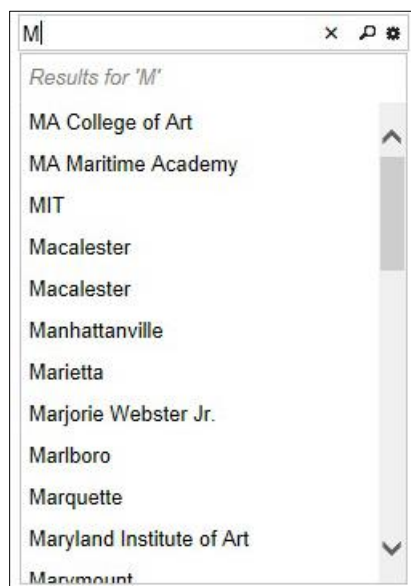 M
Results for 'M'
MA College of Art
MA Maritime Academy
MIT
Macalester
Macalester
Manhattanville
Marietta
Marjorie Webster Jr.
Marlboro
Marquette
Maryland Institute of Art
Marymount